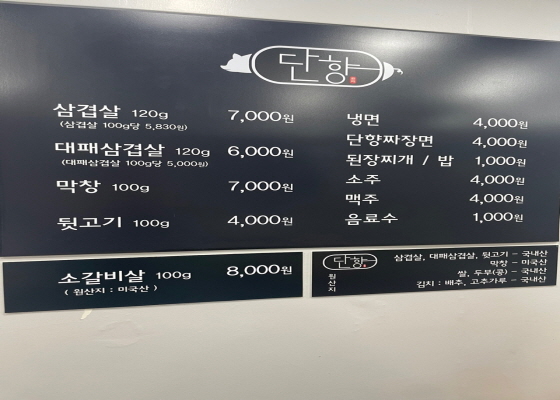 단향
삼겹살 120g 7,000원
(삼겹살 100g당 5,830원)
대패삼겹살 120g 6,000원
(대패삼겹살 100g당 5,000원)
막창 100g 7,000원
뒷고기 100g 4,000원
냉면 4,000원
단향짜장면 4,000원
된장찌개 / 밥 1,000원
소주 4,000원
맥주 4,000원
음료수 1,000원
소갈비살 100g 8,000원
(원산지 : 미국산)
단향
원산지
삼겹살, 대패삼겹살, 뒷고기 - 국내산
막창 - 미국산
쌀, 두부(콩) - 국내산
김치 : 배추, 고추가루 - 국내산